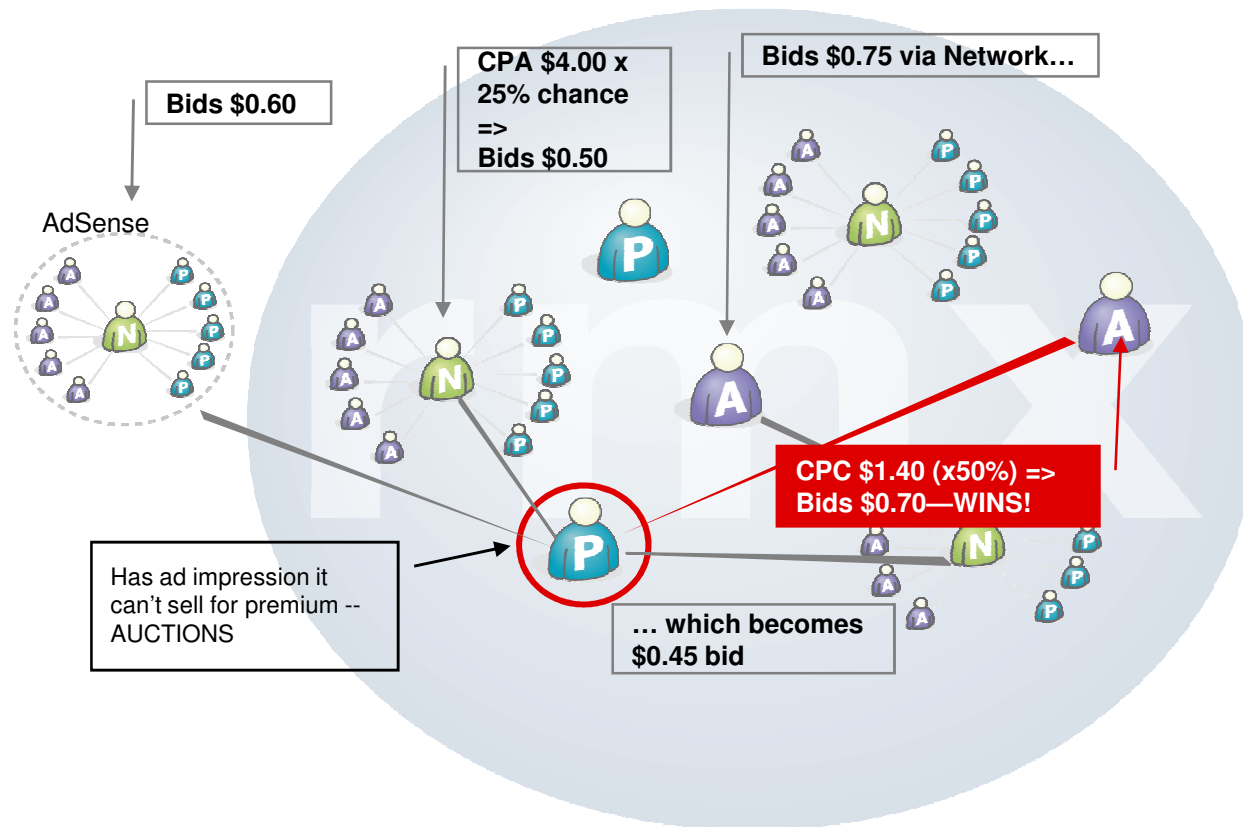 Bids $0.60
CPA $4.00 x
25% chance
=>
Bids $0.50
Bids $0.75 via Network…
AdSense
A
A
A
A
A
N
P
P
P
P
P
A
A
A
A
A
N
P
P
P
P
P
P
A
A
A
A
A
A
N
P
P
P
P
P
A
rmx
CPC $1.40 (x50%) =>
Bids $0.70—WINS!
P
A
A
A
N
P
P
P
Has ad impression it
can't sell for premium --
AUCTIONS
… which becomes
$0.45 bid